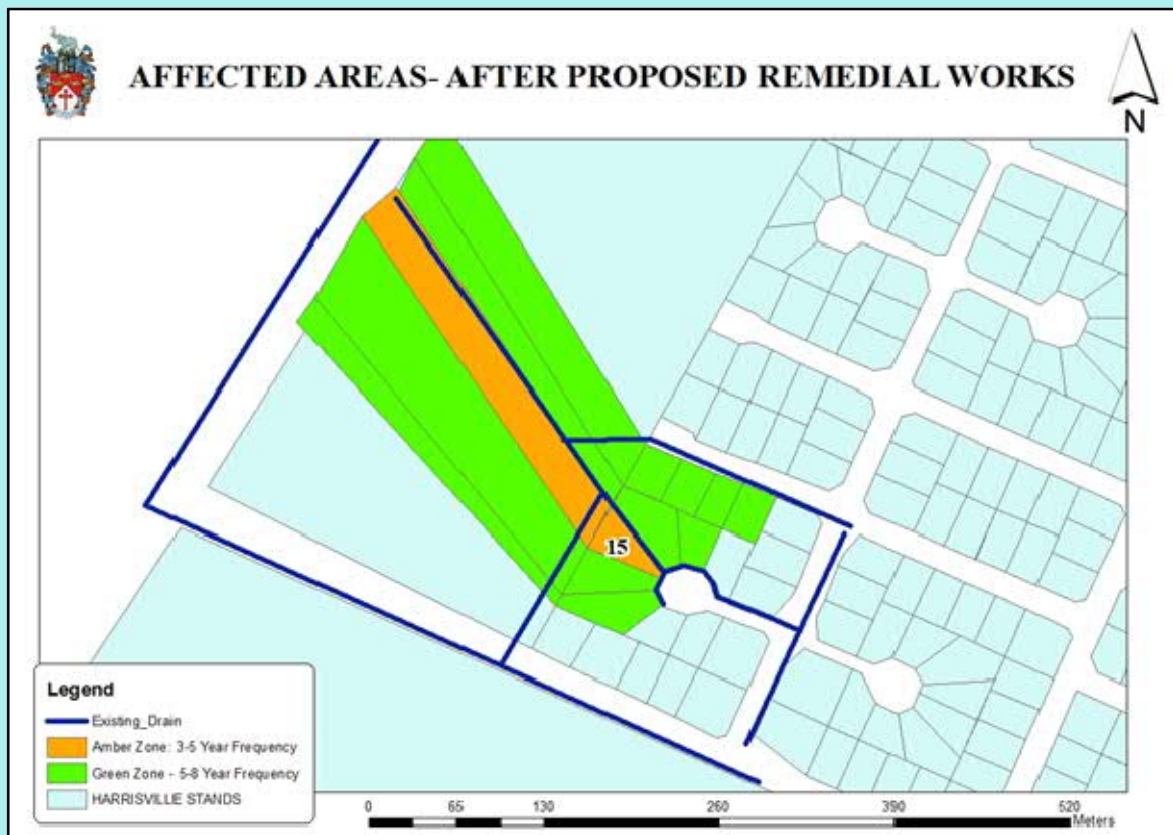 AFFECTED AREAS- AFTER PROPOSED REMEDIAL WORKS
N
15
Legend
Existing_Drain
Amber Zone: 3-5 Year Frequency
Green Zone - 5-8 Year Frequency
HARRISVILLE STANDS
0 65 130 260 390 520
Meters